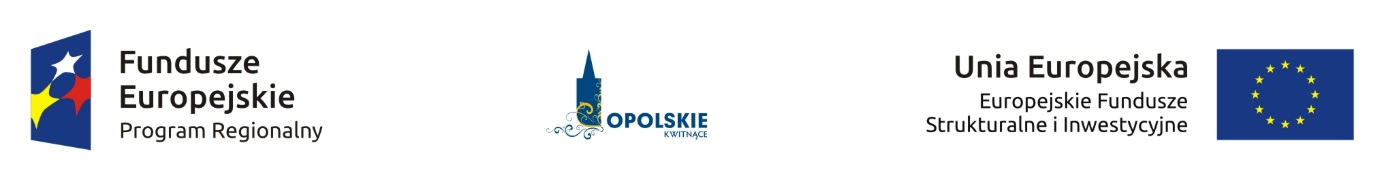 Fundusze
Europejskie
Program Regionalny
OPOLSKIE
KWITNĄCE
Unia Europejska
Europejskie Fundusze
Strukturalne i Inwestycyjne